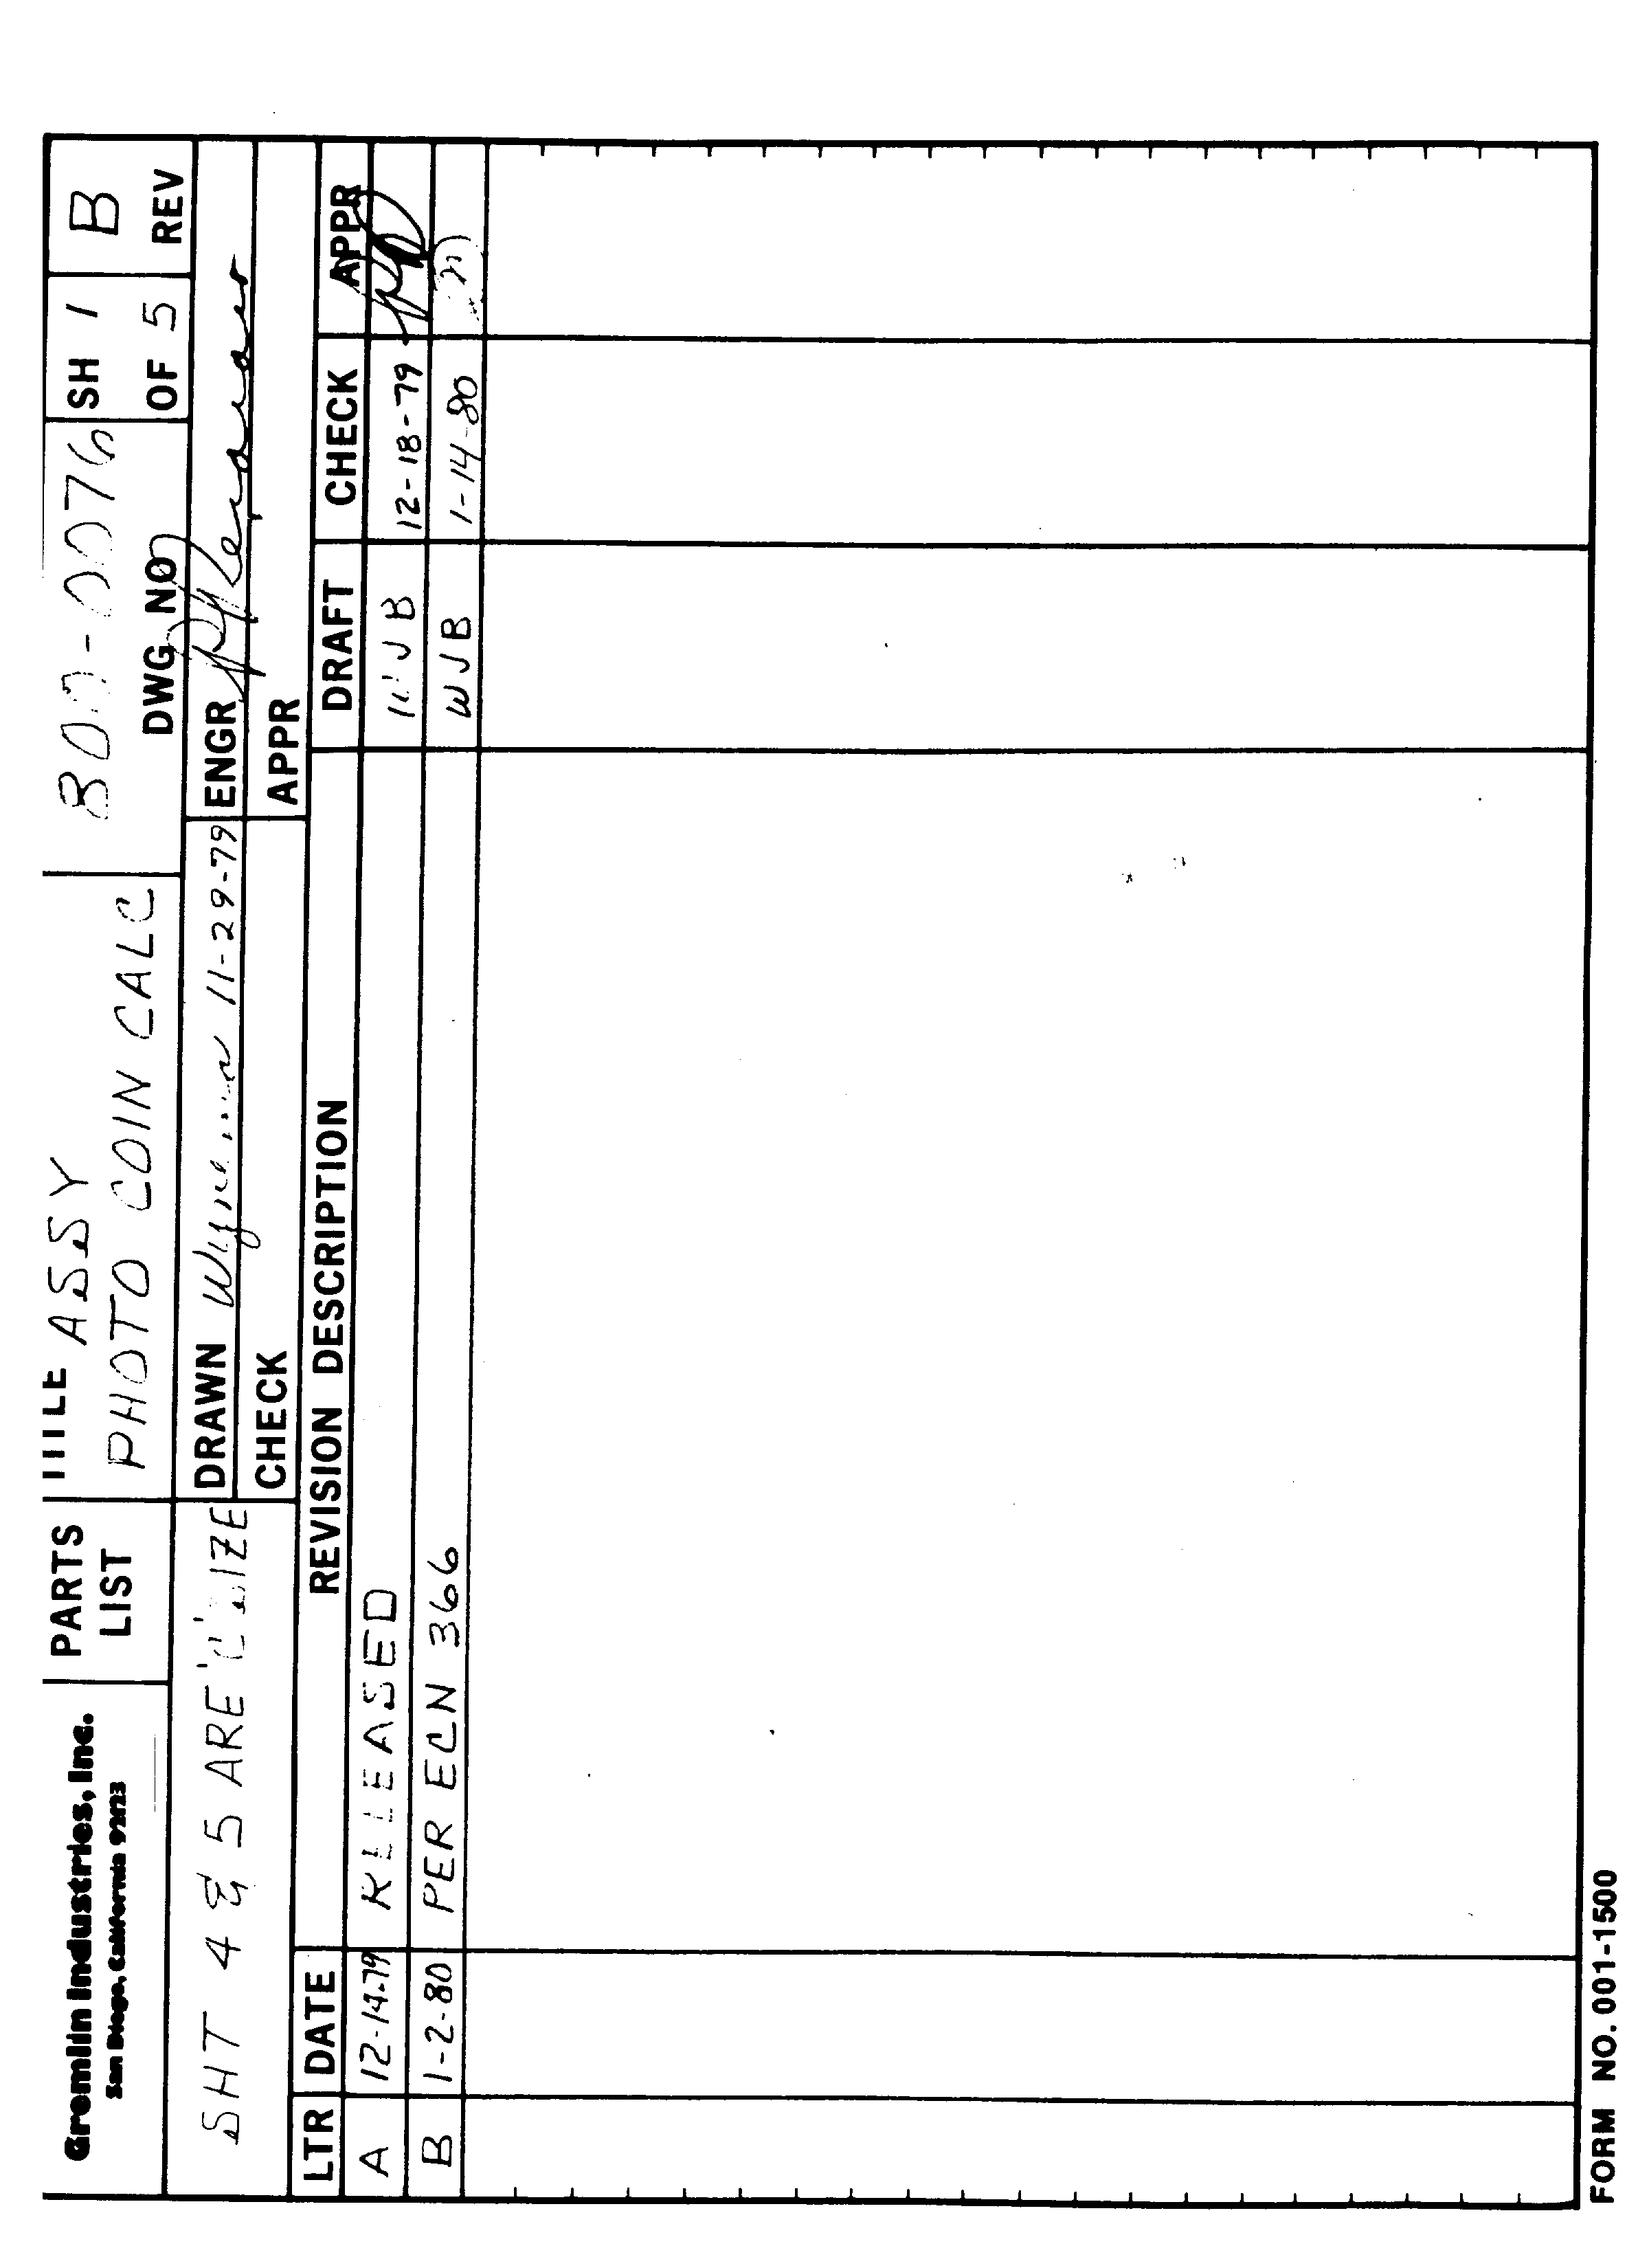 Gremlin Industries, Inc.
San Diego, California 92123
PARTS
LIST
TITLE ASSY
PHOTO COIN CALC
800-0076
DWG NO
SH 1
OF 5
B
REV
SHT 4 & 5 ARE 'C' SIZE
DRAWN 11-29-79
ENGR
CHECK
APPR
LTR DATE REVISION DESCRIPTION DRAFT CHECK APPR
A 12-14-79 RELEASED WJB 12-18-79
B 1-2-80 PER ECN 366 WJB 1-14-80
FORM NO. 001-1500